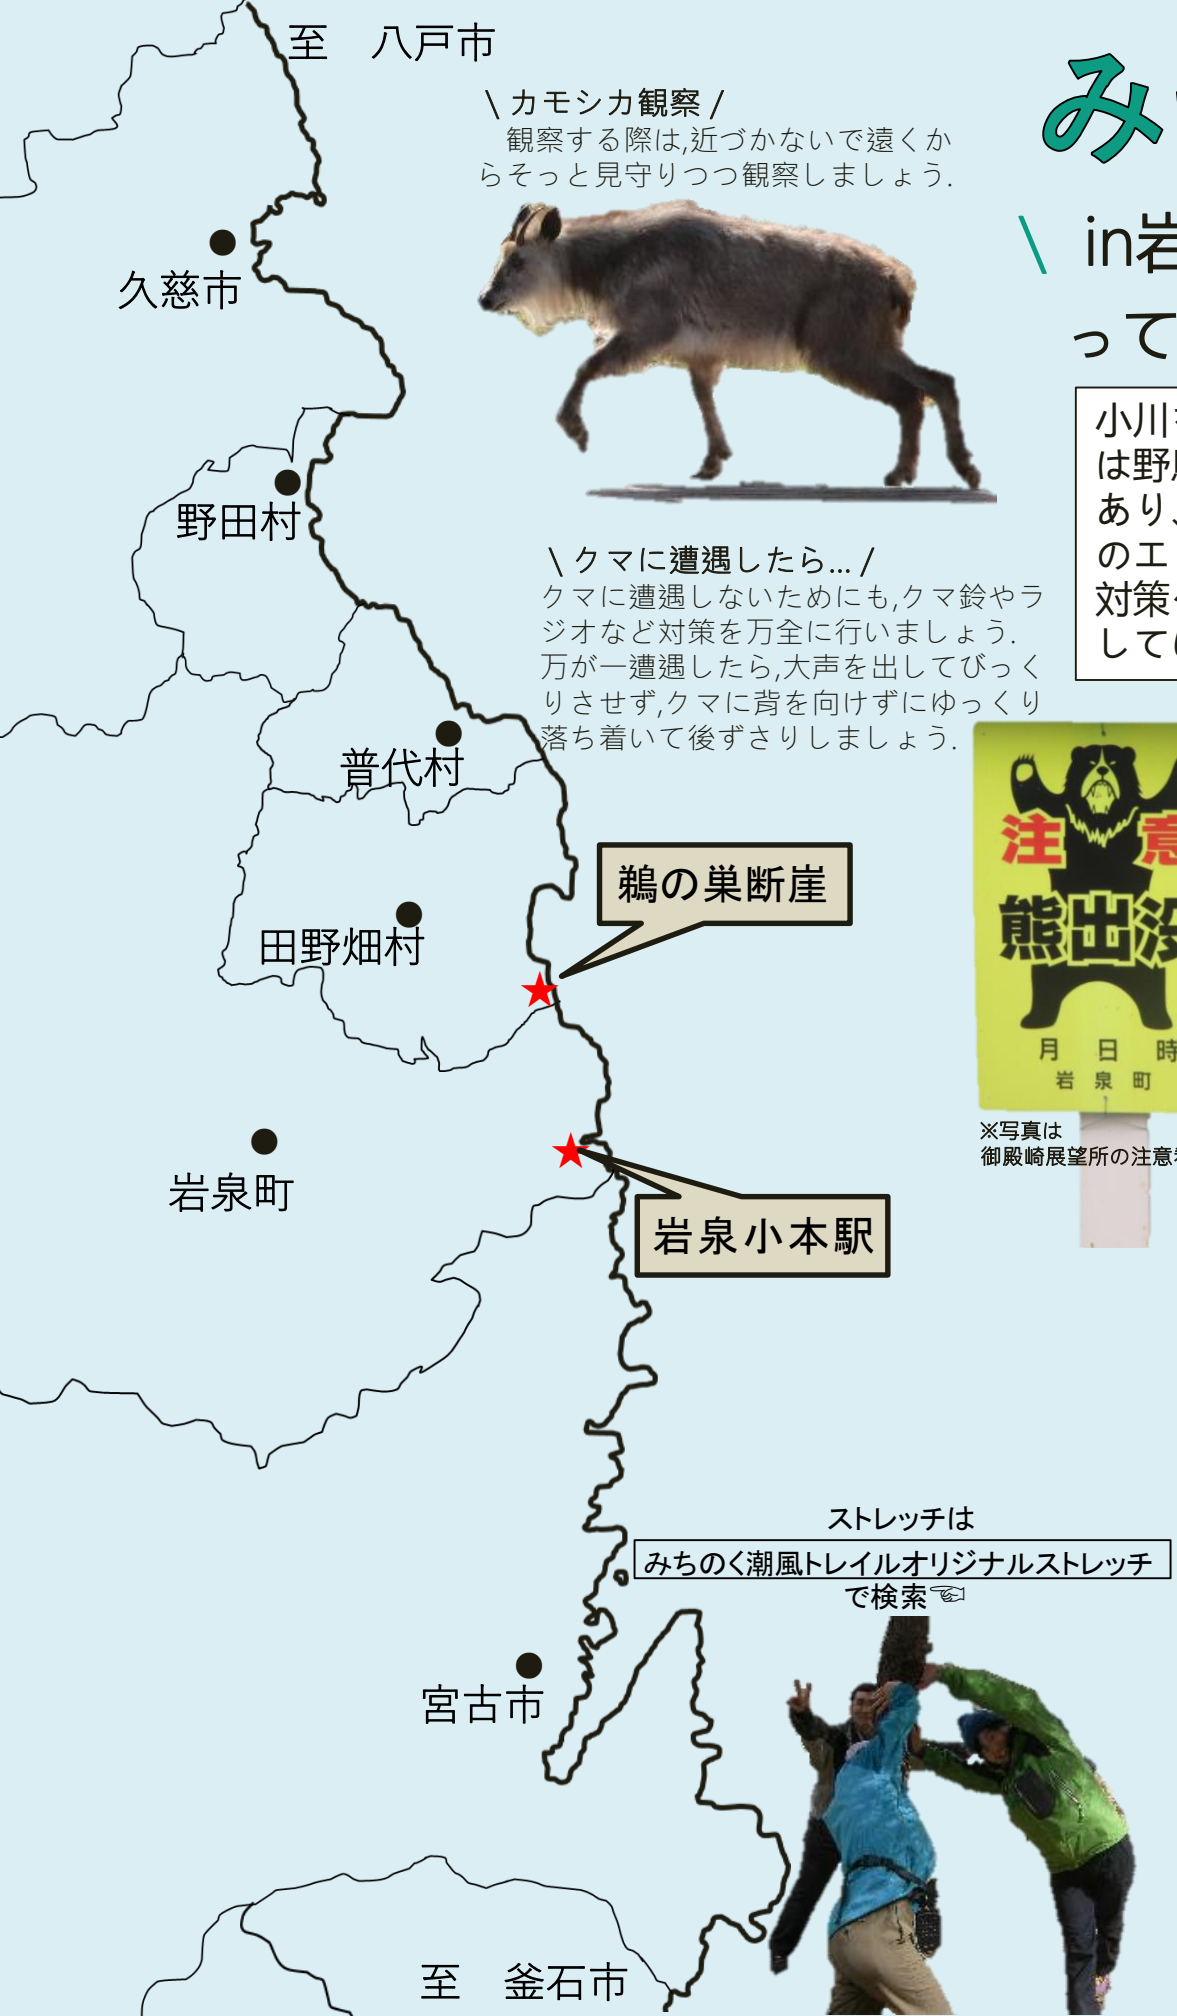 至　八戸市
\ カモシカ観察 /
観察する際は,近づかないで遠くか
らそっと見守りつつ観察しましょう.
み
\ in岩
って
久慈市
小川
は野
あり、
のエ
対策
して
野田村
\ クマに遭遇したら... /
クマに遭遇しないためにも,クマ鈴やラ
ジオなど対策を万全に行いましょう.
万が一遭遇したら,大声を出してびっく
りさせず,クマに背を向けずにゆっくり
落ち着いて後ずさりしましょう.
普代村
注 意
熊出没
月 日 時
岩 泉 町
※写真は
御殿崎展望所の注意
鵜の巣断崖
田野畑村
岩泉町
岩泉小本駅
ストレッチは
みちのく潮風トレイルオリジナルストレッチ
で検索☜
宮古市
至　釜石市